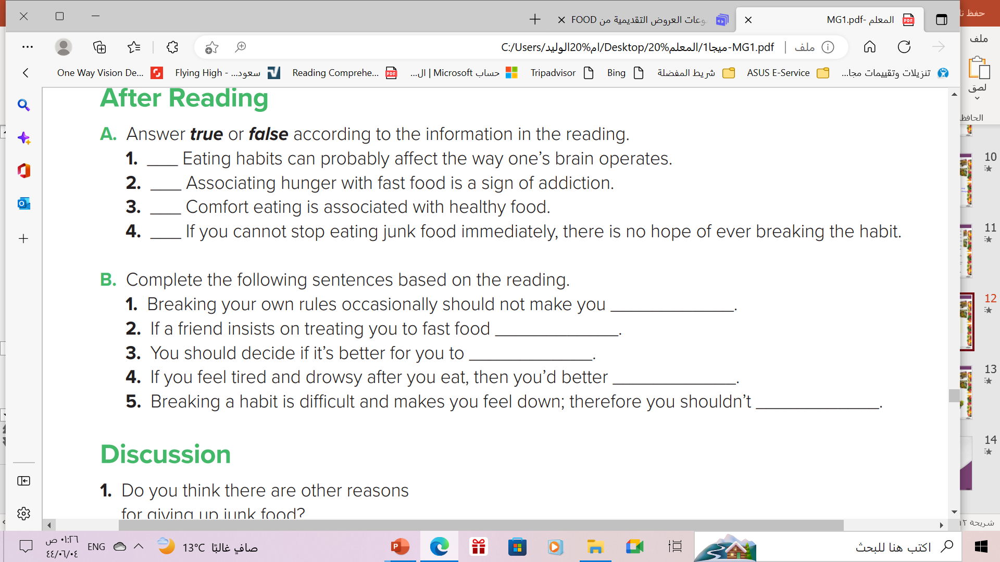 FOOD وعات العروض التقديمية من
MG1.pdf- المعلم
حفظ
ملف
C:/Users/ام%20الوليد/Desktop/20%المعلم/1ميجا-MG1.pdf
ملف
One Way Vision De...
Flying High - ...سعود
Reading Comprehe...
حساب Microsoft | ال...
Tripadvisor
Bing
شريط المفضلة
ASUS E-Service
تنزيلات وتقييمات مجا...
لصق
الحافظ
After Reading
A. Answer true or false according to the information in the reading.
1. ____ Eating habits can probably affect the way one’s brain operates.
2. ____ Associating hunger with fast food is a sign of addiction.
3. ____ Comfort eating is associated with healthy food.
4. ____ If you cannot stop eating junk food immediately, there is no hope of ever breaking the habit.
B. Complete the following sentences based on the reading.
1. Breaking your own rules occasionally should not make you ______________.
2. If a friend insists on treating you to fast food ______________.
3. You should decide if it’s better for you to ______________.
4. If you feel tired and drowsy after you eat, then you’d better ______________.
5. Breaking a habit is difficult and makes you feel down; therefore you shouldn’t ______________.
Discussion
1. Do you think there are other reasons
for giving up junk food?
10
11
12
13
14
شريحة ١٢
٠١:٢٦ ص
٤٤/٠٦/٠٤
ENG
13°C صافٍ غالبًا
اكتب هنا للبحث